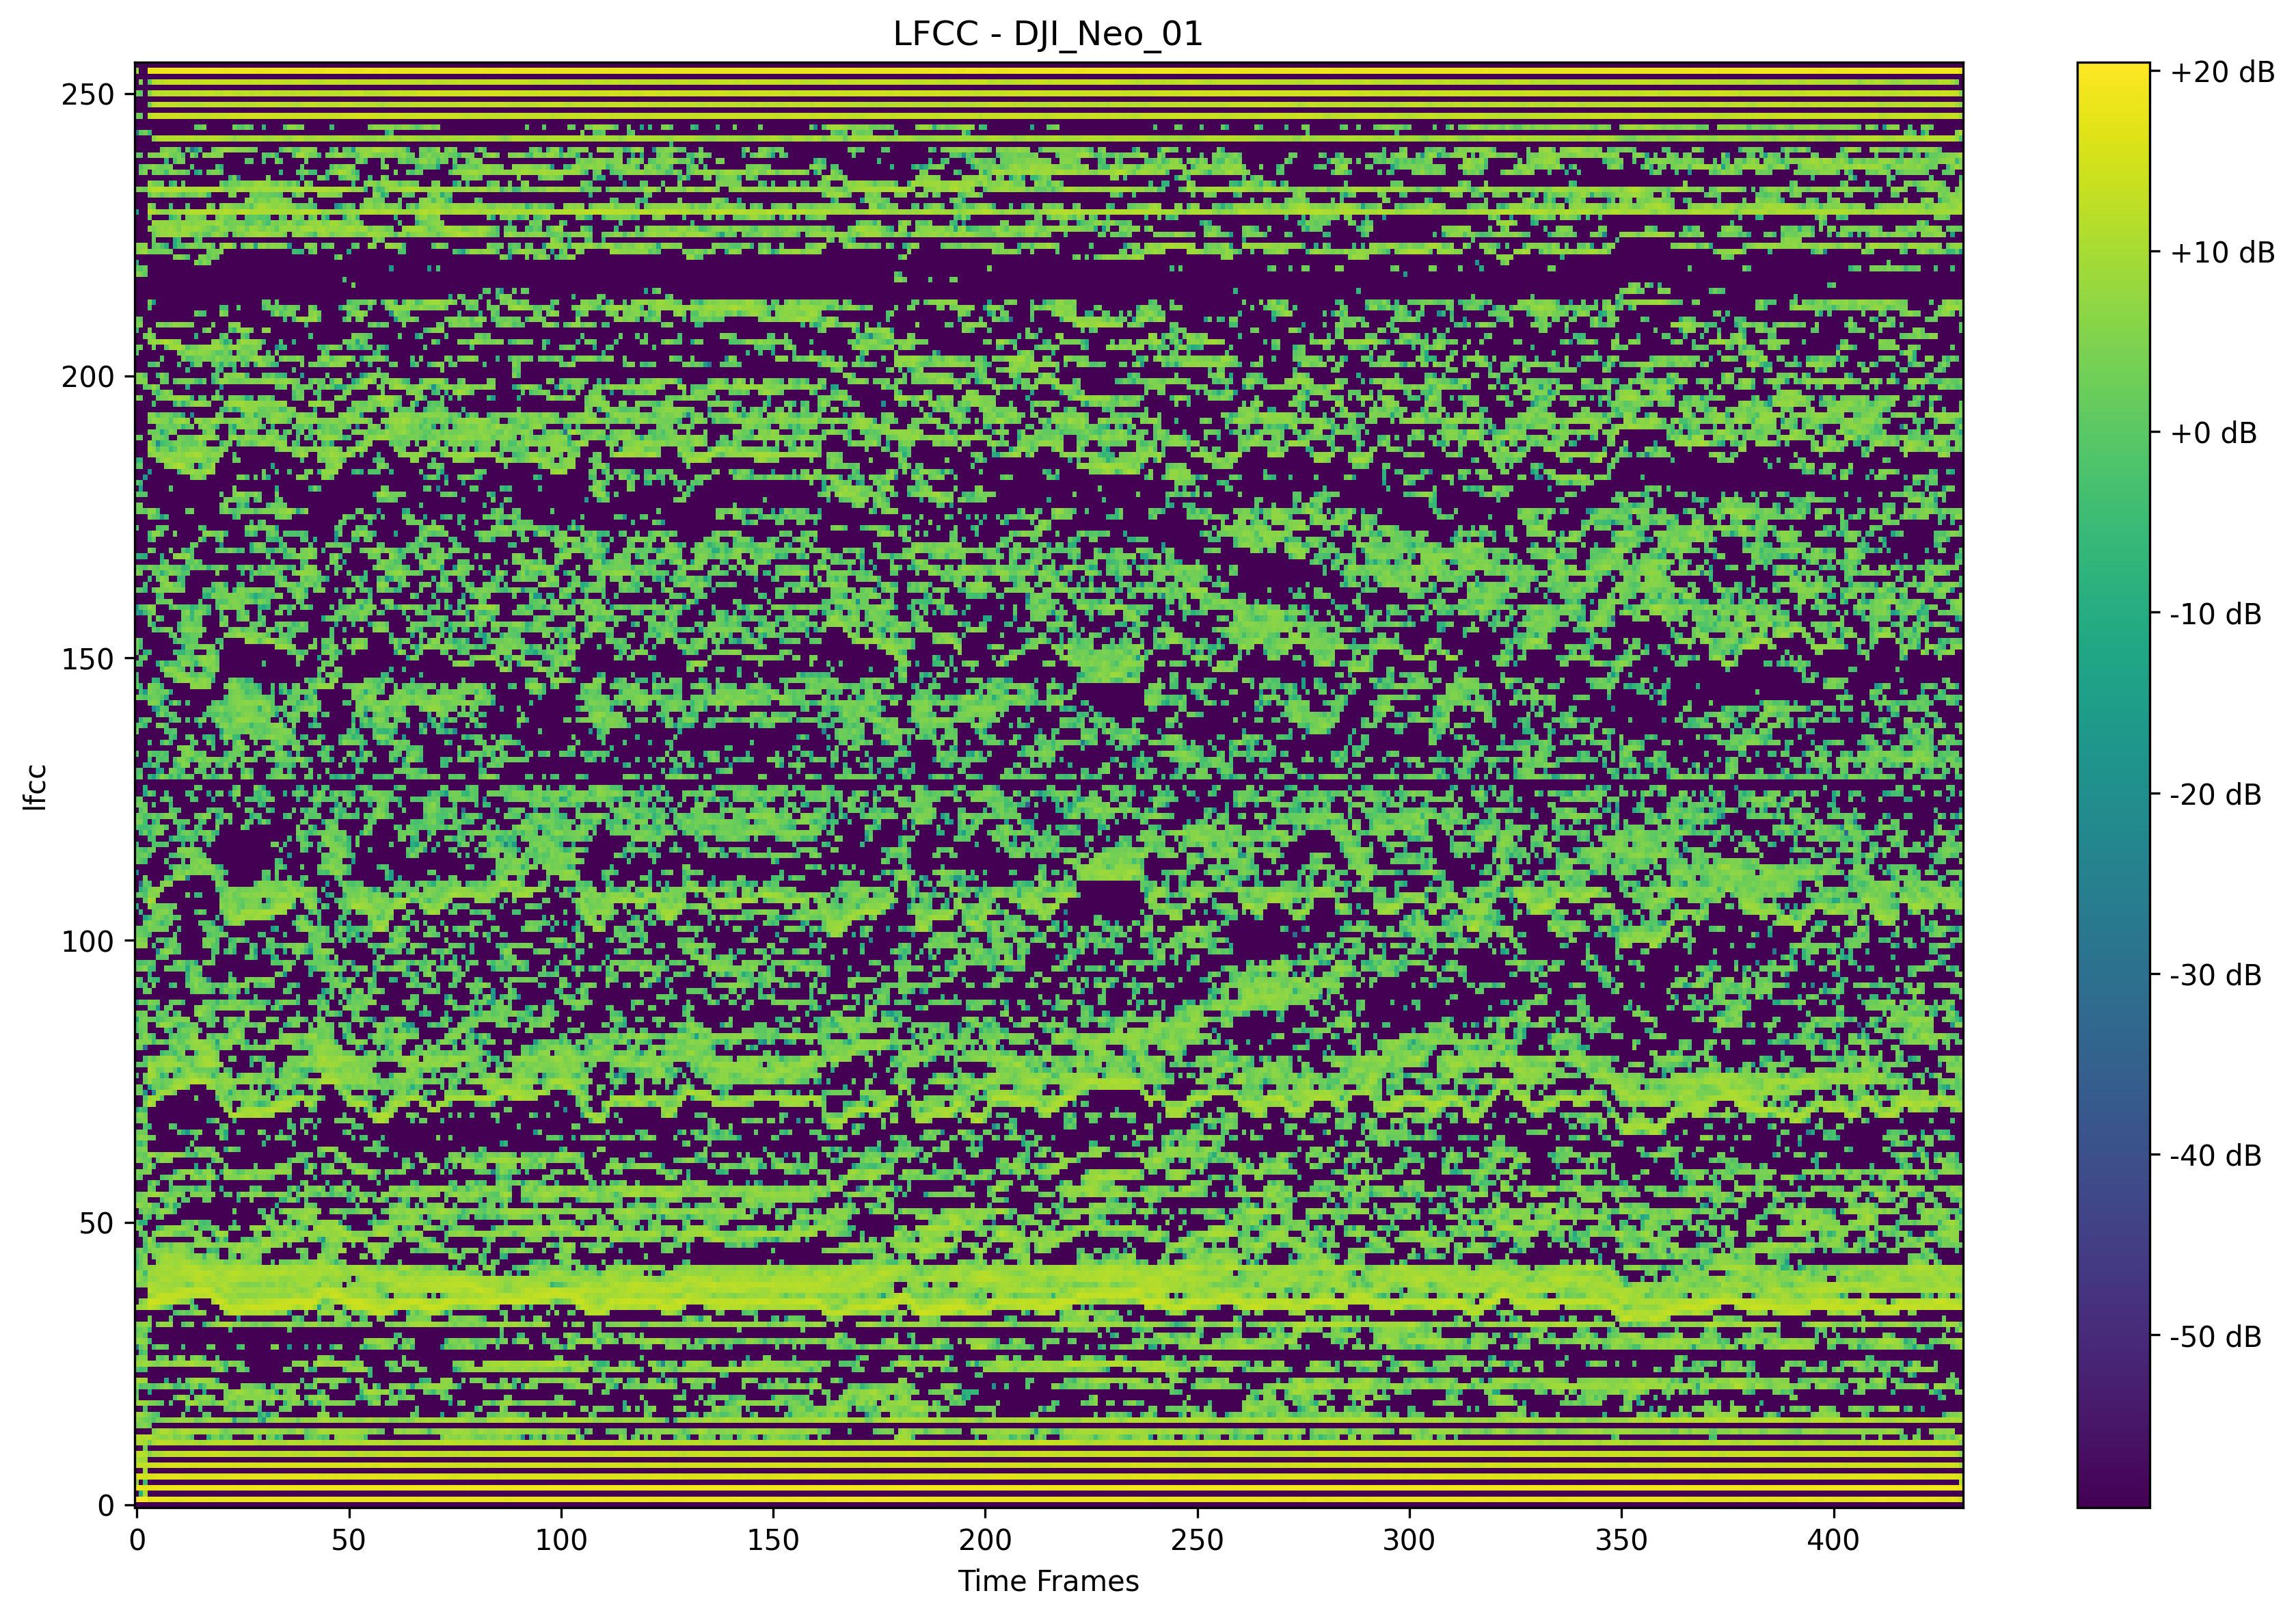 LFCC - DJI_Neo_01
250
200
150
100
50
0
lfcc
0 50 100 150 200 250 300 350 400
Time Frames
+20 dB
+10 dB
+0 dB
-10 dB
-20 dB
-30 dB
-40 dB
-50 dB